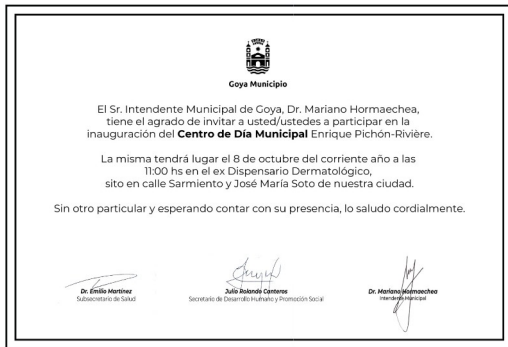 Goya Municipio
El Sr. Intendente Municipal de Goya, Dr. Mariano Hormaechea,
tiene el agrado de invitar a usted/ustedes a participar en la
inauguración del Centro de Día Municipal Enrique Pichón-Rivière.
La misma tendrá lugar el 8 de octubre del corriente año a las
11:00 hs en el ex Dispensario Dermatológico,
sito en calle Sarmiento y José María Soto de nuestra ciudad.
Sin otro particular y esperando contar con su presencia, lo saludo cordialmente.
Dr. Emilio Martínez
Subsecretario de Salud
Julio Rolando Canteros
Secretario de Desarrollo Humaño y Promoción Social
Dr. Mariano Hormaechea
Intendente Municipal